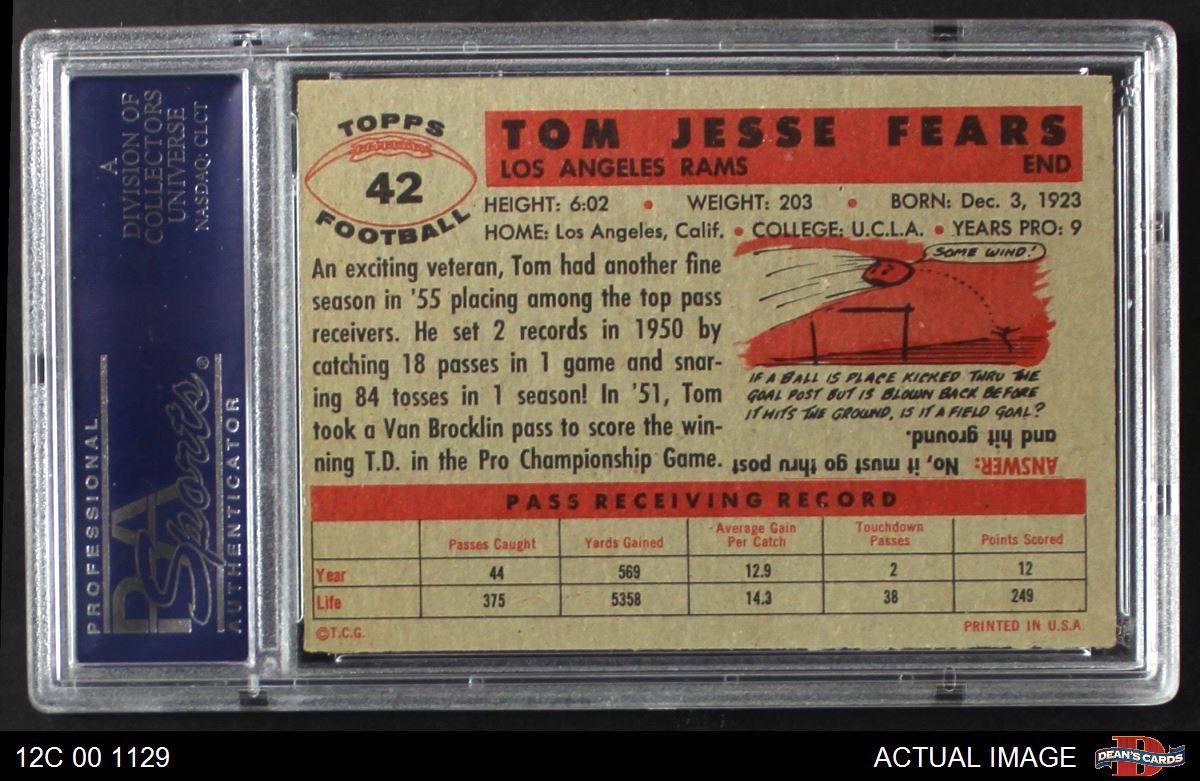 A
DIVISION OF
COLLECTORS
UNIVERSE
NASDAQ: CLCT
PROFESSIONAL
PSA
Sports®
AUTHENTICATOR
TOPPS
42
FOOTBALL
TOM JESSE FEARS
LOS ANGELES RAMS END
HEIGHT: 6:02 • WEIGHT: 203 • BORN: Dec. 3, 1923
HOME: Los Angeles, Calif. • COLLEGE: U.C.L.A. • YEARS PRO: 9
An exciting veteran, Tom had another fine
season in '55 placing among the top pass
receivers. He set 2 records in 1950 by
catching 18 passes in 1 game and snar-
ing 84 tosses in 1 season! In '51, Tom
took a Van Brocklin pass to score the win-
ning T.D. in the Pro Championship Game.
SOME WIND!
IF A BALL IS PLACE KICKED THRU THE
GOAL POST BUT IS BLOWN BACK BEFORE
IT HITS THE GROUND, IS IT A FIELD GOAL?
ANSWER: No, it must go thru post
and hit ground.
PASS RECEIVING RECORD
Passes Caught Yards Gained Average Gain Per Catch Touchdown Passes Points Scored
Year 44 569 12.9 2 12
Life 375 5358 14.3 38 249
©T.C.G. PRINTED IN U.S.A.
12C 00 1129 ACTUAL IMAGE D DEAN'S CARDS